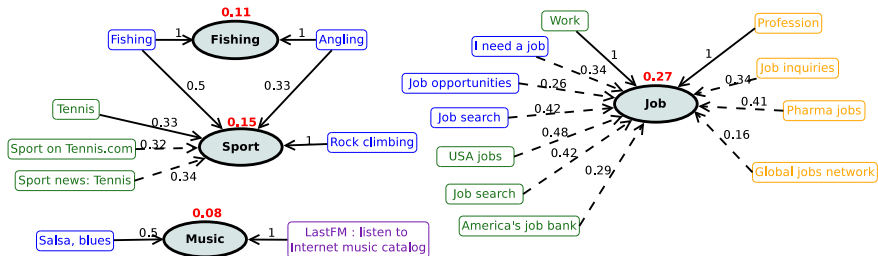 0.11
Fishing
1
Fishing
1
Angling
0.5
0.33
Tennis
0.33
0.15
Sport on Tennis.com
0.32
Sport
1
Rock climbing
Sport news: Tennis
0.34
0.08
Salsa, blues
0.5
Music
1
LastFM : listen to
Internet music catalog
Work
Profession
I need a job
1
1
0.34
0.27
Job inquiries
0.34
Job opportunities
0.26
Job search
0.42
Job
0.41
Pharma jobs
0.48
0.16
USA jobs
0.42
0.29
Global jobs network
Job search
America's job bank